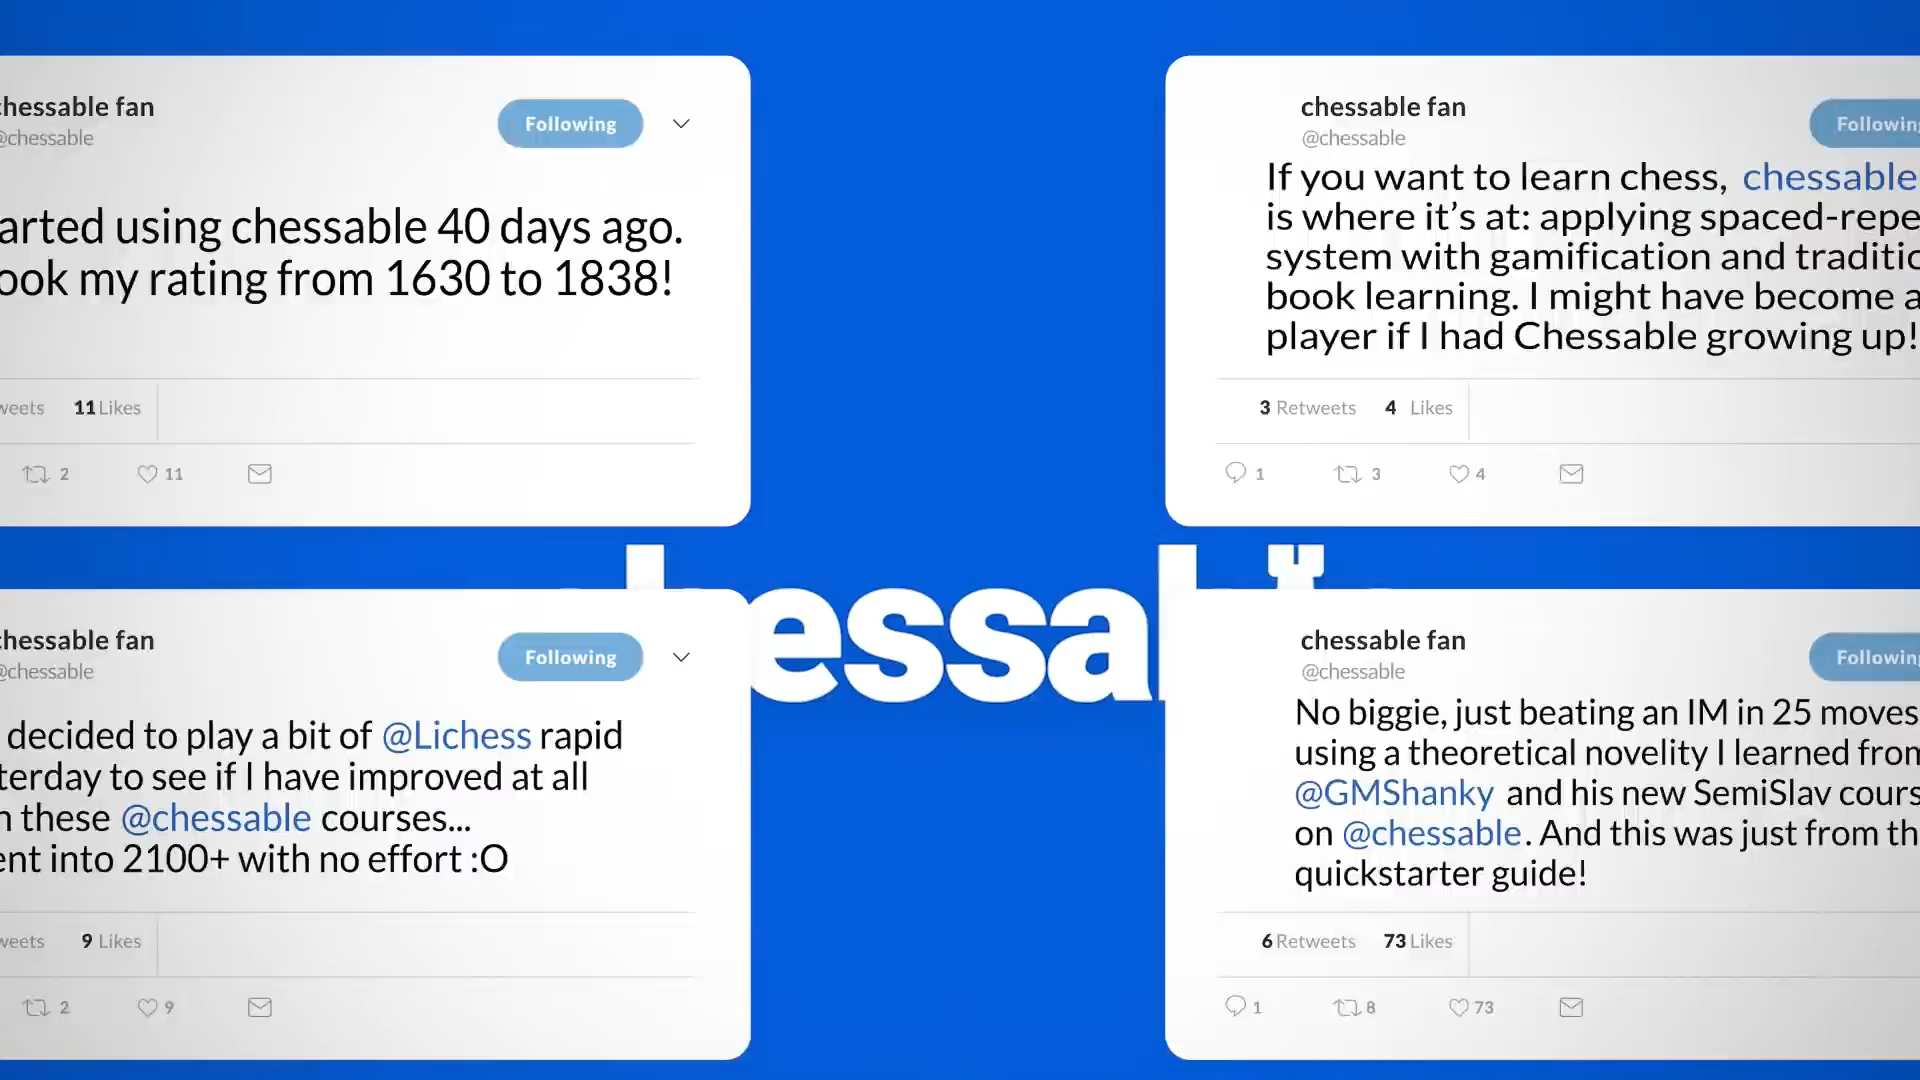 chessable fan
@chessable
Following
arted using chessable 40 days ago.
ook my rating from 1630 to 1838!
weets 11 Likes
2 11
chessable fan
@chessable
Following
If you want to learn chess, chessable
is where it's at: applying spaced-repe
system with gamification and traditio
book learning. I might have become a
player if I had Chessable growing up!
3 Retweets 4 Likes
1 3 4
essab
chessable fan
@chessable
Following
decided to play a bit of @Lichess rapid
terday to see if I have improved at all
n these @chessable courses...
ent into 2100+ with no effort :O
weets 9 Likes
2 9
chessable fan
@chessable
Following
No biggie, just beating an IM in 25 moves
using a theoretical novelity I learned from
@GMShanky and his new SemiSlav cours
on @chessable. And this was just from th
quickstarter guide!
6 Retweets 73 Likes
1 8 73